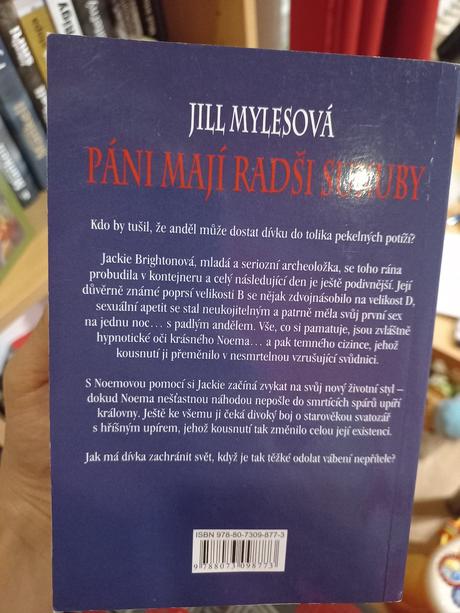 JILL MYLESOVÁ
PÁNI MAJÍ RADŠI SUKUBY
Kdo by tušil, že anděl může dostat dívku do tolika pekelných potíží?
Jackie Brightonová, mladá a seriozní archeoložka, se toho rána
probudila v kontejneru a celý následující den je ještě podivnější. Její
důvěrně známé poprsí velikosti B se nějak zdvojnásobilo na velikost D,
sexuální apetit se stal neukojitelným a patrně měla svůj první sex
na jednu noc… s padlým andělem. Vše, co si pamatuje, jsou zvláštně
hypnotické oči krásného Noema… a pak temného cizince, jehož
kousnutí ji přeměnilo v nesmrtelnou vzrušující svůdnici.
S Noemovou pomocí si Jackie začíná zvykat na svůj nový životní styl –
dokud Noema nešťastnou náhodou nepošle do smrtících spárů upíří
královny. Ještě ke všemu ji čeká divoký boj o starověkou svatozář
s hříšným upírem, jehož kousnutí tak změnilo celou její existenci.
Jak má dívka zachránit svět, když je tak těžké odolat vábení nepřítele?
ISBN 978-80-7309-877-3
9 788073 098773